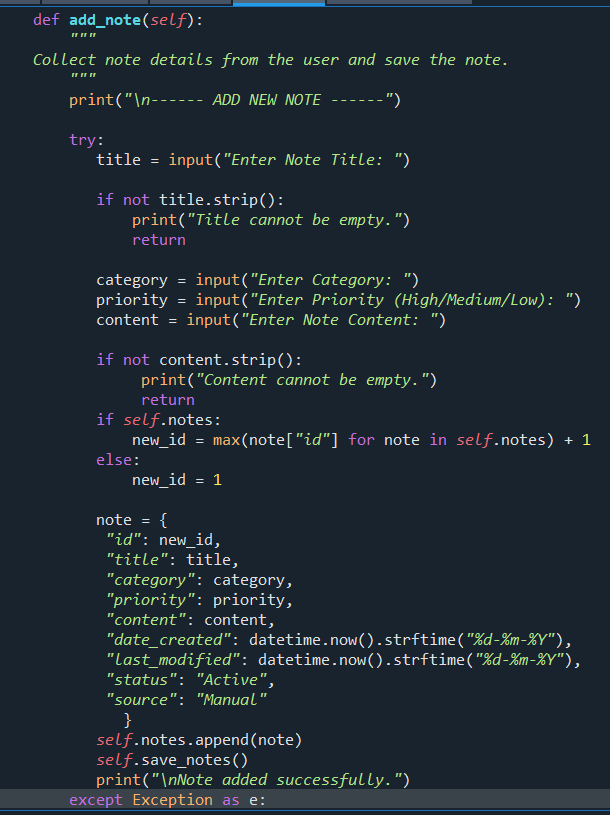 def add_note(self):
    """
Collect note details from the user and save the note.
    """
    print("\n------ ADD NEW NOTE ------")

    try:
       title = input("Enter Note Title: ")

       if not title.strip():
           print("Title cannot be empty.")
           return

       category = input("Enter Category: ")
       priority = input("Enter Priority (High/Medium/Low): ")
       content = input("Enter Note Content: ")

       if not content.strip():
            print("Content cannot be empty.")
            return
       if self.notes:
           new_id = max(note["id"] for note in self.notes) + 1
       else:
           new_id = 1

       note = {
        "id": new_id,
        "title": title,
        "category": category,
        "priority": priority,
        "content": content,
        "date_created": datetime.now().strftime("%d-%m-%Y"),
        "last_modified": datetime.now().strftime("%d-%m-%Y"),
        "status": "Active",
        "source": "Manual"
          }
       self.notes.append(note)
       self.save_notes()
       print("\nNote added successfully.")
    except Exception as e: